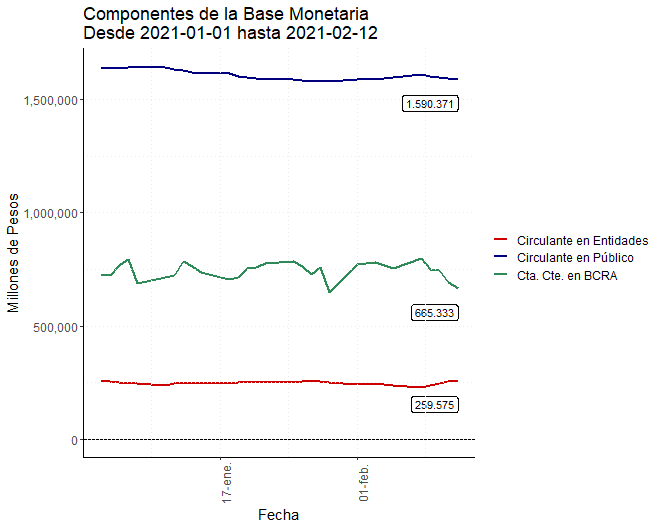 Componentes de la Base Monetaria
Desde 2021-01-01 hasta 2021-02-12
Millones de Pesos
1,500,000
1,000,000
500,000
0
1.590.371
665.333
259.575
17-ene.
01-feb.
Fecha
Circulante en Entidades
Circulante en Público
Cta. Cte. en BCRA